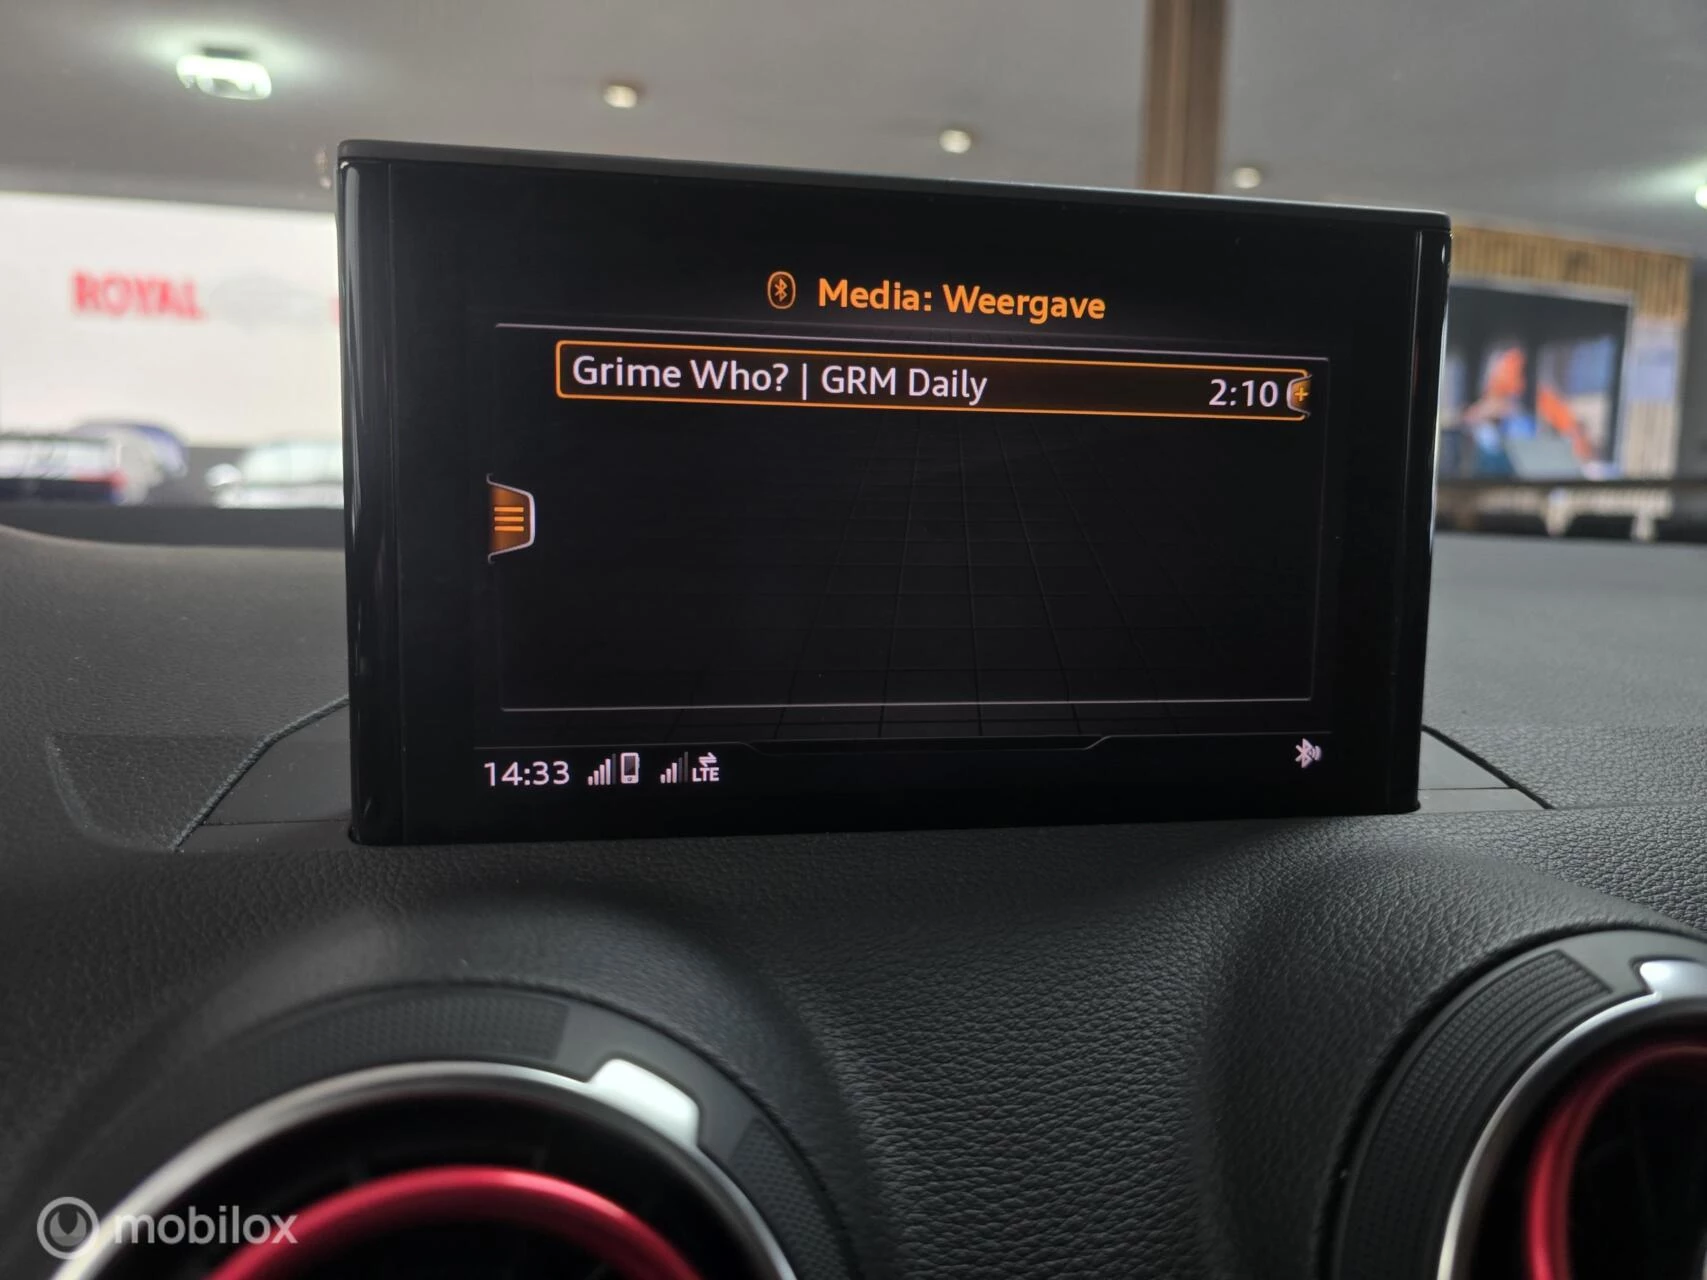 ROYAL
Media: Weergave
Grime Who? | GRM Daily 2:10
14:33 LTE
mobilox